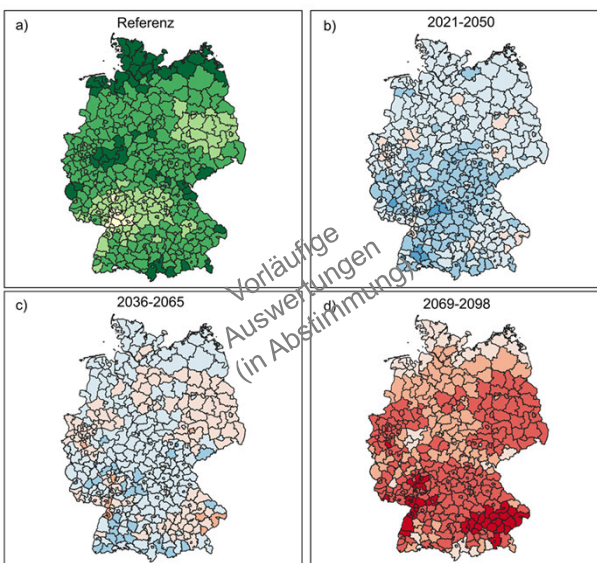 a)
Referenz
b)
2021-2050
Vorläufige
Auswertungen
(in Abstimmung)
c)
2036-2065
d)
2069-2098